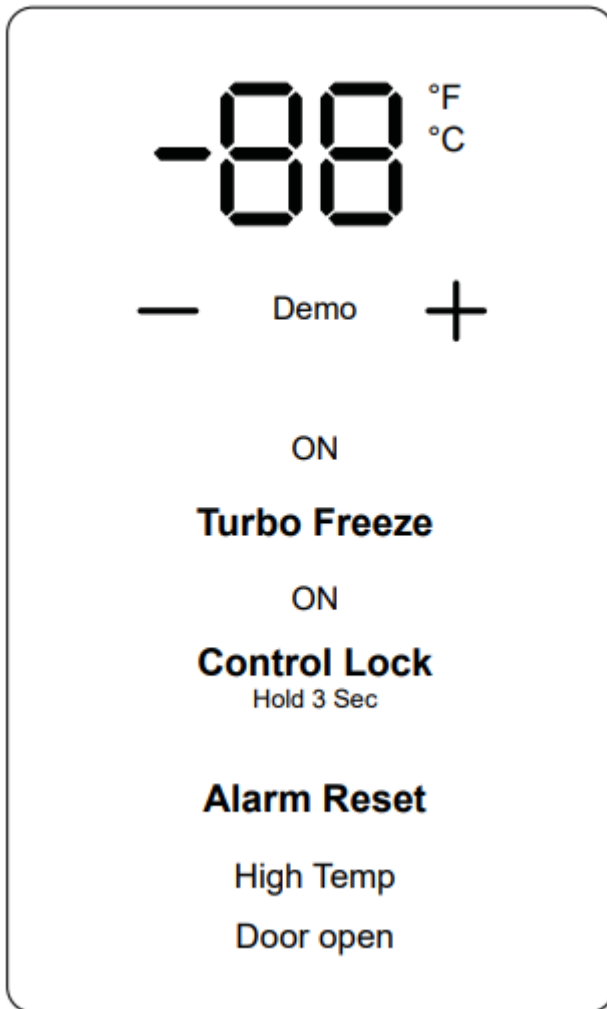 -88 °F
°C
— Demo +
ON
Turbo Freeze
ON
Control Lock
Hold 3 Sec
Alarm Reset
High Temp
Door open